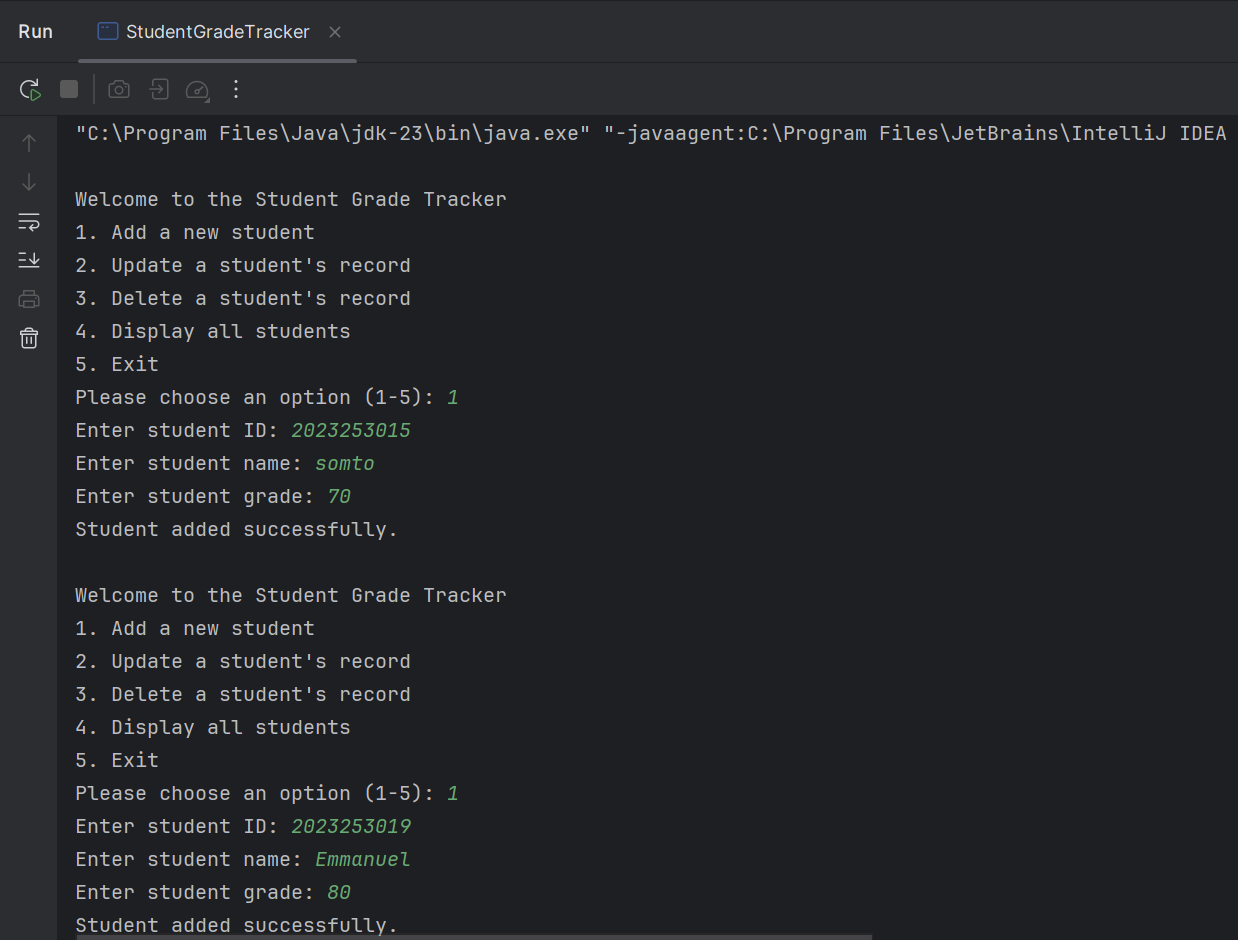 Run
StudentGradeTracker
"C:\Program Files\Java\jdk-23\bin\java.exe" "-javaagent:C:\Program Files\JetBrains\IntelliJ IDEA
Welcome to the Student Grade Tracker
1. Add a new student
2. Update a student's record
3. Delete a student's record
4. Display all students
5. Exit
Please choose an option (1-5): 1
Enter student ID: 2023253015
Enter student name: somto
Enter student grade: 70
Student added successfully.
Welcome to the Student Grade Tracker
1. Add a new student
2. Update a student's record
3. Delete a student's record
4. Display all students
5. Exit
Please choose an option (1-5): 1
Enter student ID: 2023253019
Enter student name: Emmanuel
Enter student grade: 80
Student added successfully.